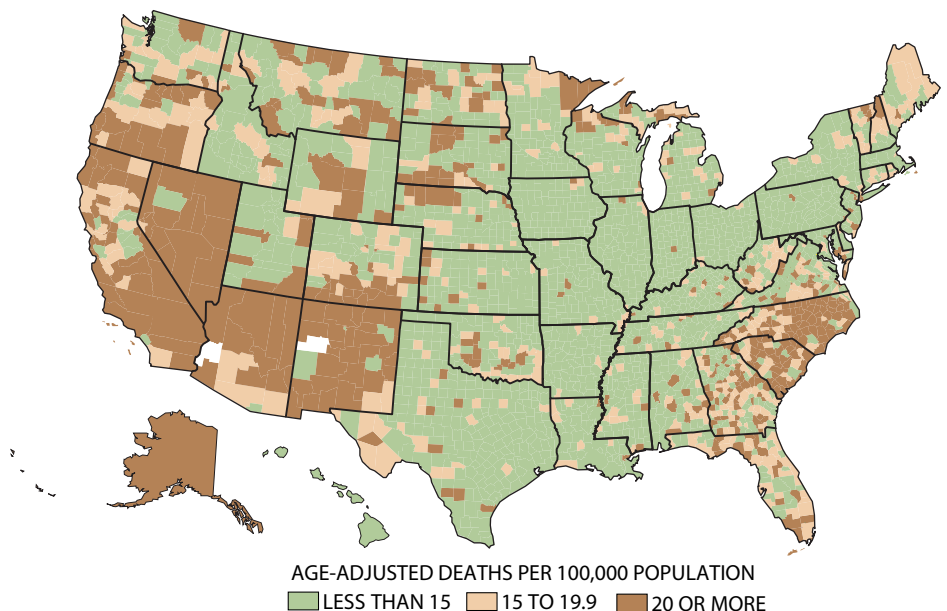 AGE-ADJUSTED DEATHS PER 100,000 POPULATION
LESS THAN 15 15 TO 19.9 20 OR MORE